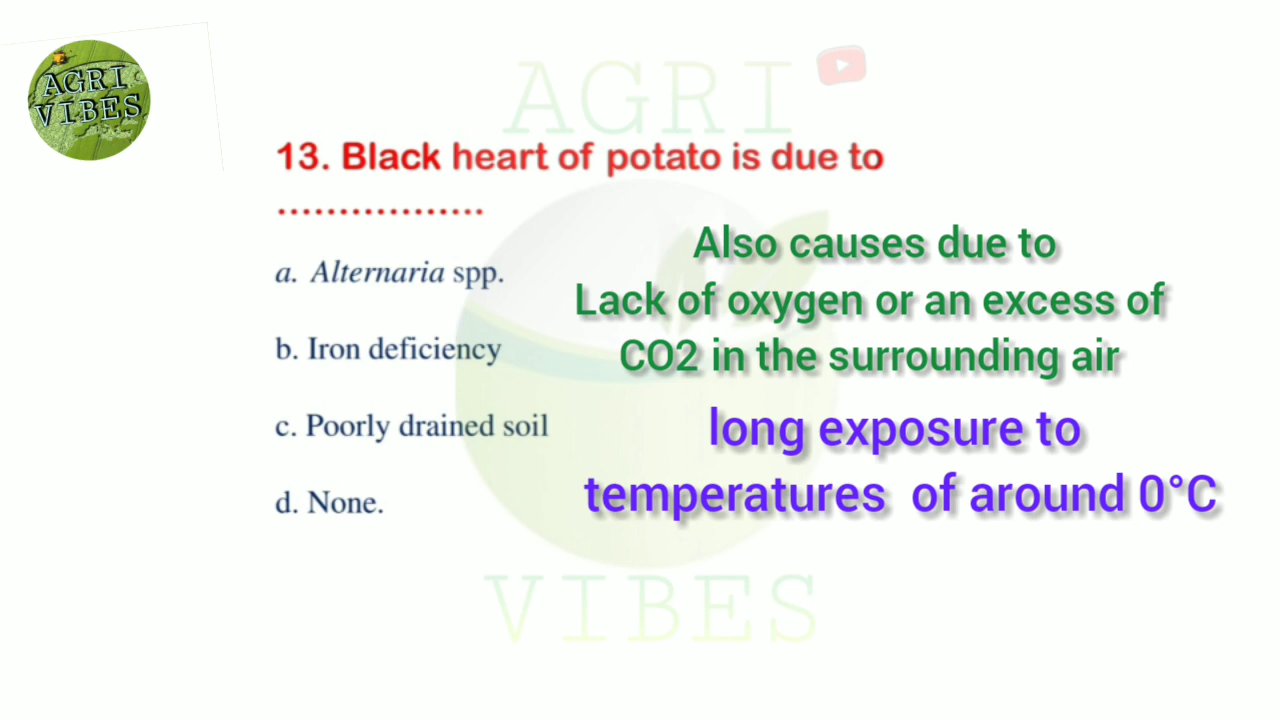 AGRI
VIBES
AGRI
13. Black heart of potato is due to
.................
a. Alternaria spp.
b. Iron deficiency
c. Poorly drained soil
d. None.
Also causes due to
Lack of oxygen or an excess of
CO2 in the surrounding air
long exposure to
temperatures of around 0°C
VIBES